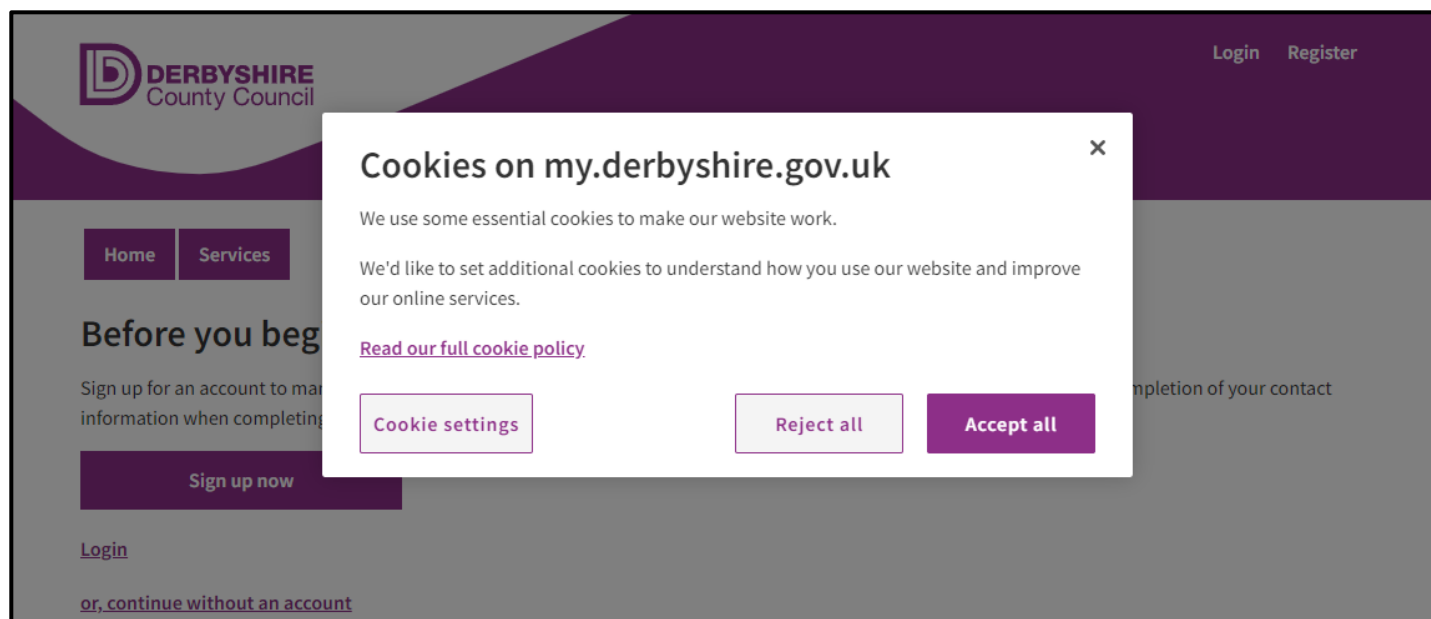 DERBYSHIRE
County Council
Login Register
Cookies on my.derbyshire.gov.uk
We use some essential cookies to make our website work.
We'd like to set additional cookies to understand how you use our website and improve
our online services.
Read our full cookie policy
Cookie settings Reject all Accept all
Home Services
Before you beg
Sign up for an account to mar
mpletion of your contact
information when completing
Sign up now
Login
or, continue without an account